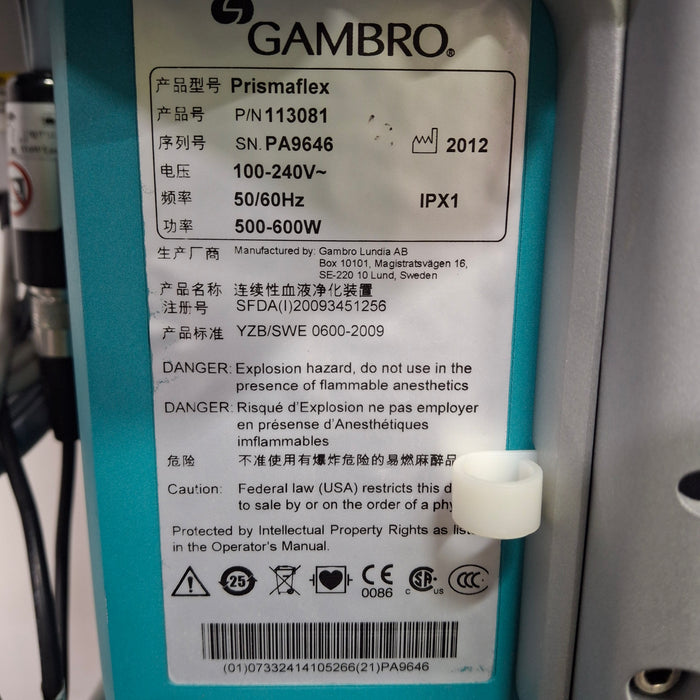 GAMBRO®
产品型号 Prismaflex
产品号 P/N 113081
序列号 SN. PA9646 2012
电压 100-240V~
频率 50/60Hz IPX1
功率 500-600W
生产厂商 Manufactured by: Gambro Lundia AB
Box 10101, Magistratsvägen 16,
SE-220 10 Lund, Sweden
产品名称 连续性血液净化装置
注册号 SFDA(I)20093451256
产品标准 YZB/SWE 0600-2009
DANGER: Explosion hazard, do not use in the
presence of flammable anesthetics
DANGER: Risqué d'Explosion ne pas employer
en présense d'Anesthétiques
imflammables
危险 不准使用有爆炸危险的易燃麻醉品
Caution: Federal law (USA) restricts this
to sale by or on the order of a
Protected by Intellectual Property Rights as
in the Operator's Manual.
25 CE 0086 C SA US CCC
(01)07332414105266(21)PA9646